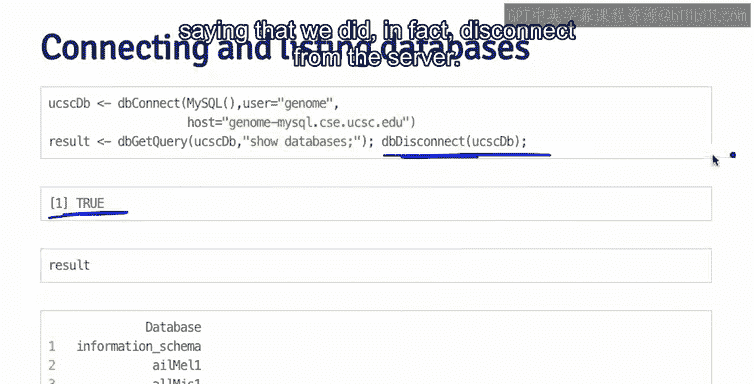 saying that we did, in fact, disconnect
from the server.
Connecting and listing databases
ucscDb <- dbConnect(MySQL(),user="genome",
host="genome-mysql.cse.ucsc.edu")
result <- dbGetQuery(ucscDb,"show databases;"); dbDisconnect(ucscDb);
[1] TRUE
result
Database
1 information_schema
2 ailMel1
3 allMis1